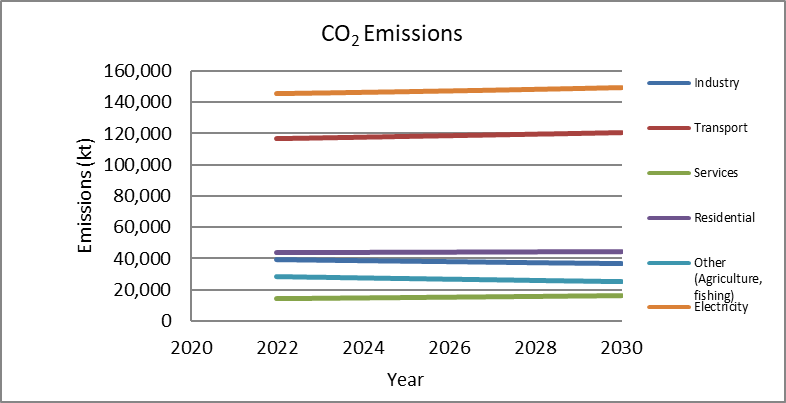 CO₂ Emissions
160,000
140,000
120,000
100,000
80,000
60,000
40,000
20,000
0
Emissions (kt)
2020 2022 2024 2026 2028 2030
Year
Industry
Transport
Services
Residential
Other
(Agriculture,
fishing)
Electricity